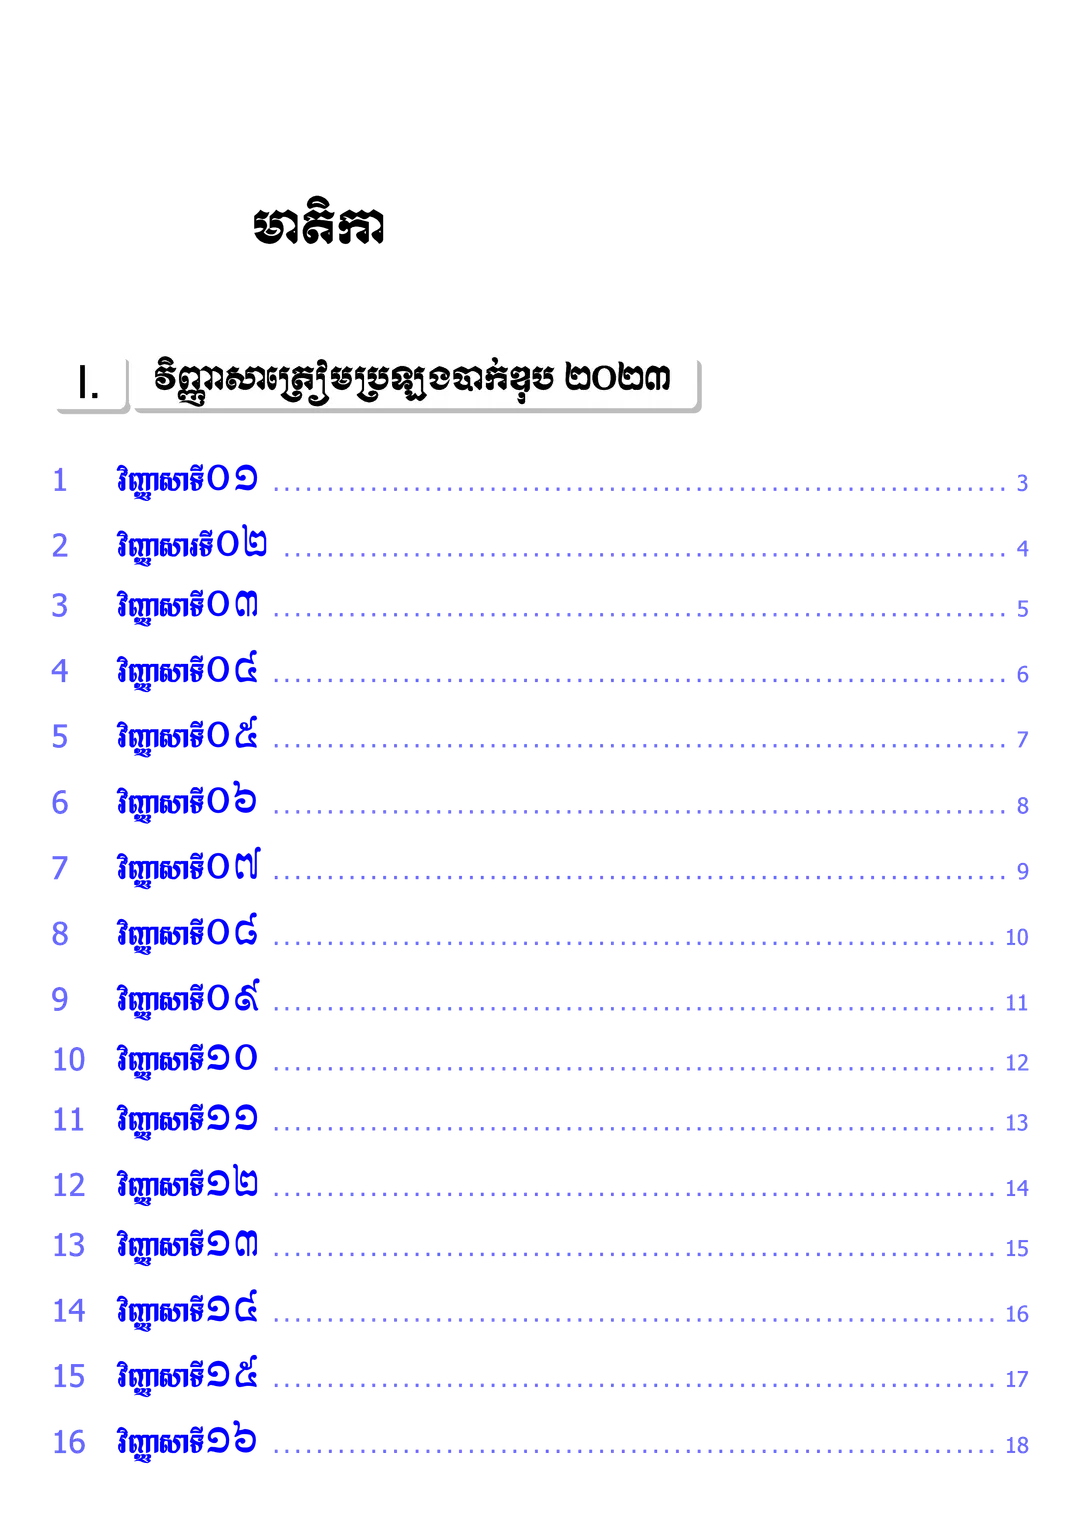 មាតិកា
I. វិញ្ញាសាត្រៀមប្រឡងបាក់ឌុប ២០២៣
1 វិញ្ញាសាទី០១ ........................................ 3
2 វិញ្ញាសារទី០២ ........................................ 4
3 វិញ្ញាសាទី០៣ ........................................ 5
4 វិញ្ញាសាទី០៤ ........................................ 6
5 វិញ្ញាសាទី០៥ ........................................ 7
6 វិញ្ញាសាទី០៦ ........................................ 8
7 វិញ្ញាសាទី០៧ ........................................ 9
8 វិញ្ញាសាទី០៨ ........................................ 10
9 វិញ្ញាសាទី០៩ ........................................ 11
10 វិញ្ញាសាទី១០ ........................................ 12
11 វិញ្ញាសាទី១១ ........................................ 13
12 វិញ្ញាសាទី១២ ........................................ 14
13 វិញ្ញាសាទី១៣ ........................................ 15
14 វិញ្ញាសាទី១៤ ........................................ 16
15 វិញ្ញាសាទី១៥ ........................................ 17
16 វិញ្ញាសាទី១៦ ........................................ 18